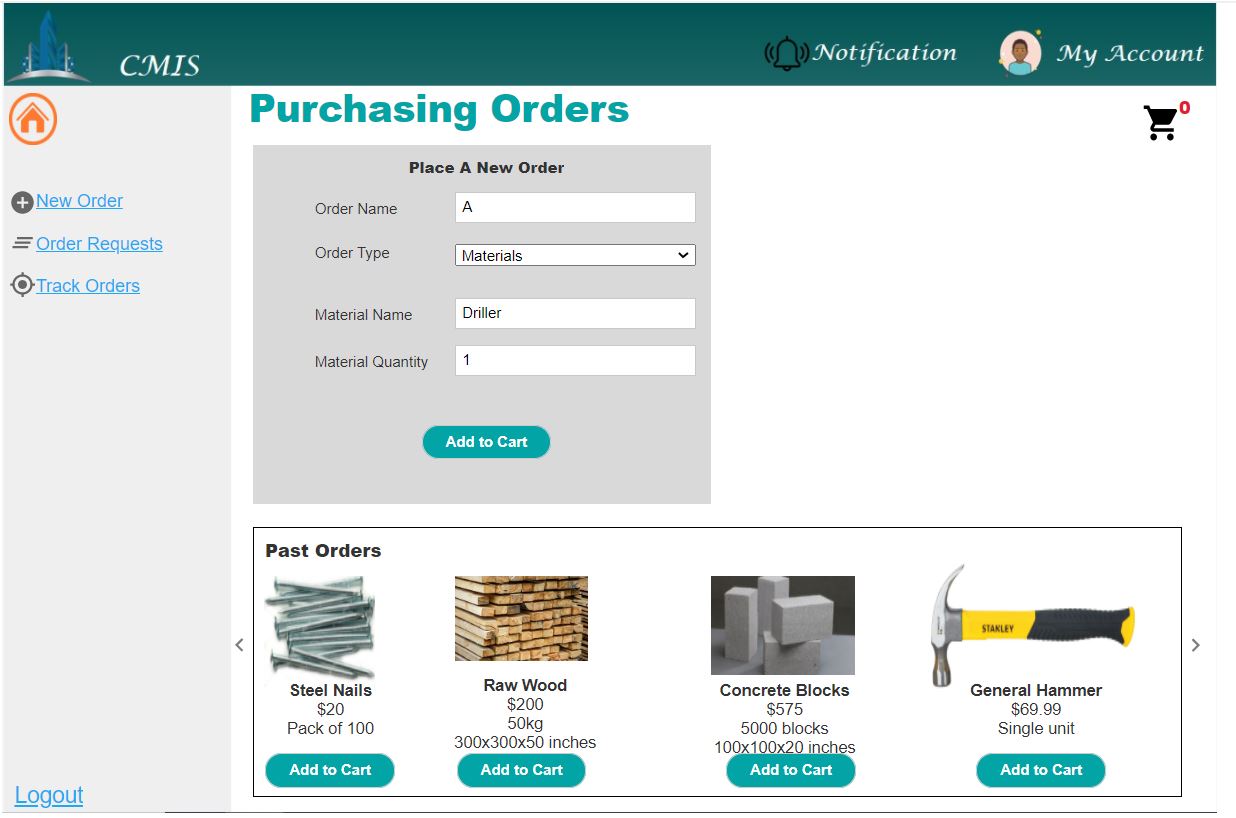 CMIS
Notification
My Account
Purchasing Orders
0
New Order
Order Requests
Track Orders
Place A New Order
Order Name
A
Order Type
Materials
Material Name
Driller
Material Quantity
1
Add to Cart
Past Orders
STANLEY
Steel Nails
$20
Pack of 100
Add to Cart
Raw Wood
$200
50kg
300x300x50 inches
Add to Cart
Concrete Blocks
$575
5000 blocks
100x100x20 inches
Add to Cart
General Hammer
$69.99
Single unit
Add to Cart
Logout